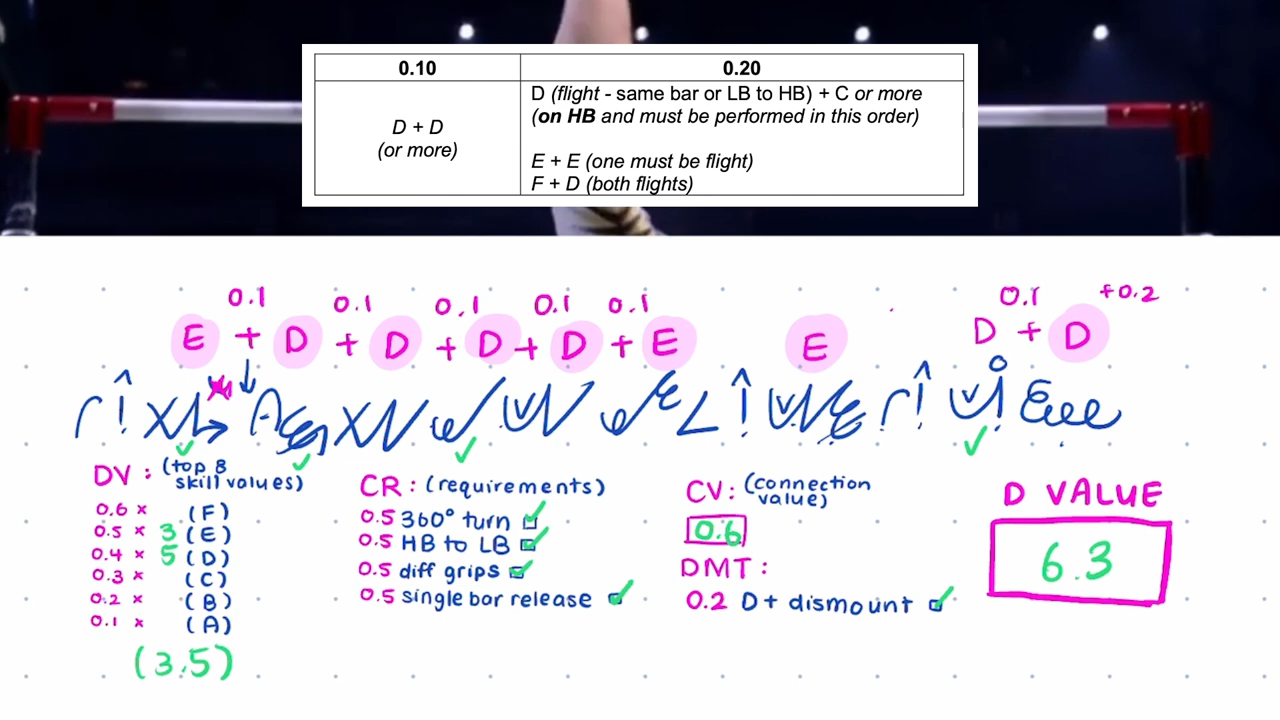 0.10 0.20
D + D
(or more)
D (flight - same bar or LB to HB) + C or more
(on HB and must be performed in this order)
E + E (one must be flight)
F + D (both flights)
0.1 0.1 0.1 0.1 0.1 0.1 +0.2
E + D + D + D + D + E E D + D
DV: (top 8
skill values)
0.6 × (F)
0.5 × 3 (E)
0.4 × 5 (D)
0.3 × (C)
0.2 × (B)
0.1 × (A)
(3.5)
CR: (requirements)
0.5 360° turn
0.5 HB to LB
0.5 diff grips
0.5 single bar release
CV: (connection
value)
0.6
DMT:
0.2 D+ dismount
D VALUE
6.3